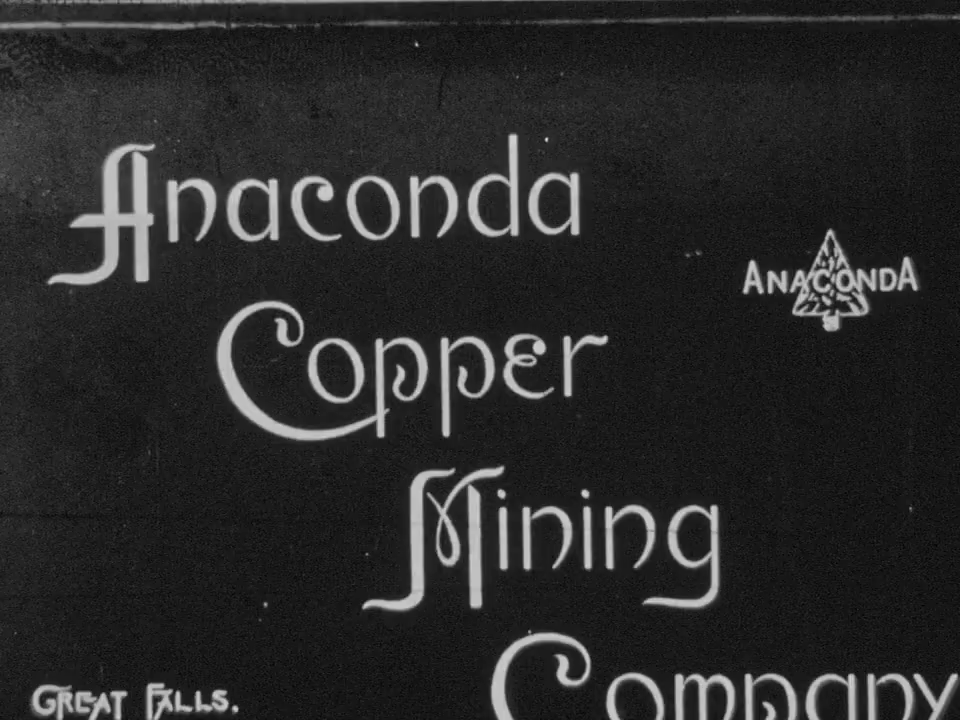 Anaconda
ANACONDA
Copper
Mining
Company
GREAT FALLS.